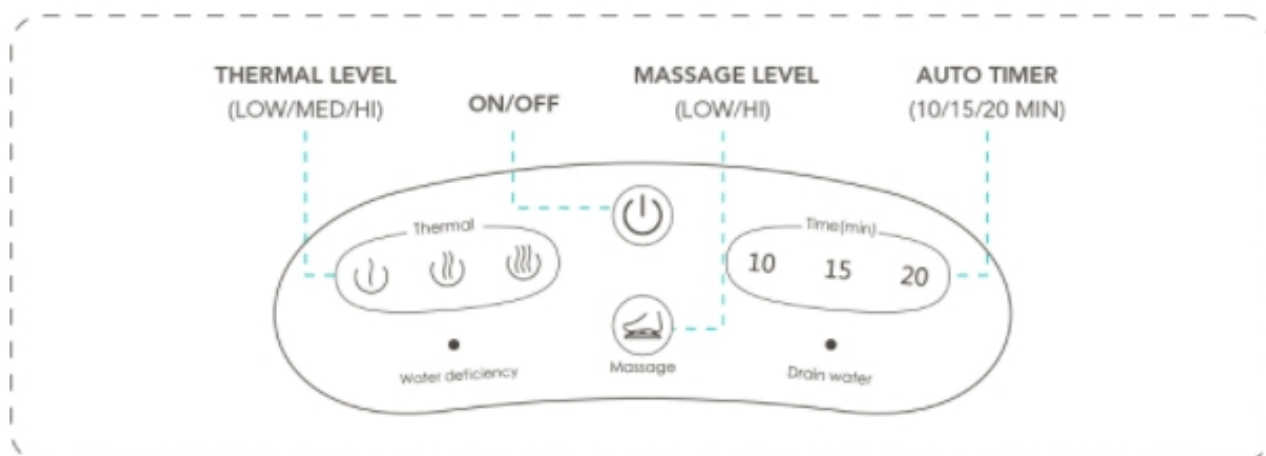 THERMAL LEVEL
(LOW/MED/HI)
ON/OFF
MASSAGE LEVEL
(LOW/HI)
AUTO TIMER
(10/15/20 MIN)
Thermal
Time(min)
10 15 20
Water deficiency
Massage
Drain water